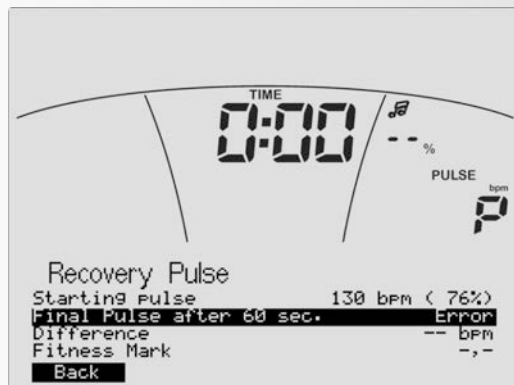 TIME
0:00
-- %
PULSE
bpm
P
Recovery Pulse
Starting pulse 130 bpm ( 76%)
Final Pulse after 60 sec. Error
Difference -- bpm
Fitness Mark -,-
Back